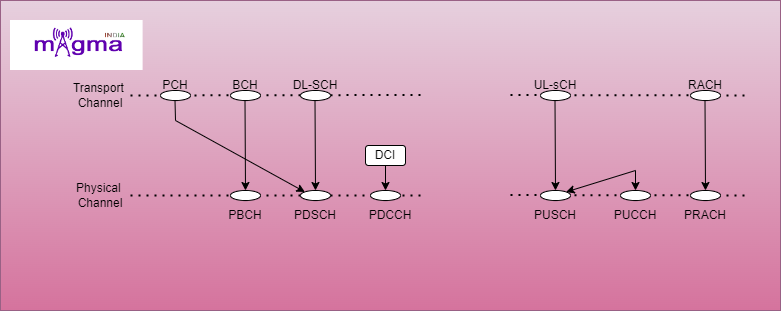 INDIA
magma
PCH BCH DL-SCH UL-sCH RACH
Transport
Channel
DCI
Physical
Channel
PBCH PDSCH PDCCH PUSCH PUCCH PRACH